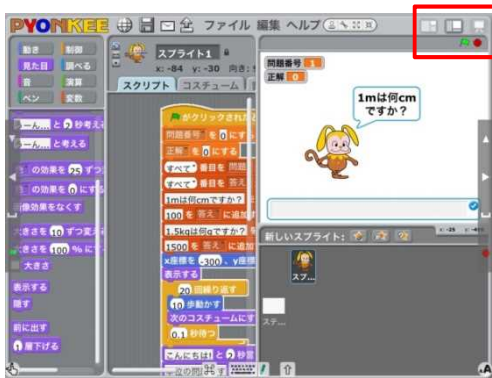 PYONKEE
ファイル 編集 ヘルプ
動き 制御
見た目 調べる
音 演算
ペン 変数
スプライト1
x: -84 y: -30 向き:
スクリプト コスチューム
と 2 秒考え
と考える
の効果を 25 ずつ
の効果を 0 にす
像効果をなくす
大きさを 10 ずつ変え
きさを 100 % に
大きさ
表示する
隠す
前に出す
1 層下げる
がクリックされた
問題番号 を 0 にする
正解 を 0 にする
すべて 番目を 問題
すべて 番目を 答え
1mは何cmですか?
100 を 答え に追加
1.5kgは何gですか?
1500 を 答え に追加
x座標を -300 、y座標
表示する
20 回繰り返す
10 歩動かす
次のコスチュームにす
0.1 秒待つ
こんにちは! と 2 秒言
問題番号 1
正解 0
1mは何cm
ですか?
新しいスプライト:
スプ...
ステ...